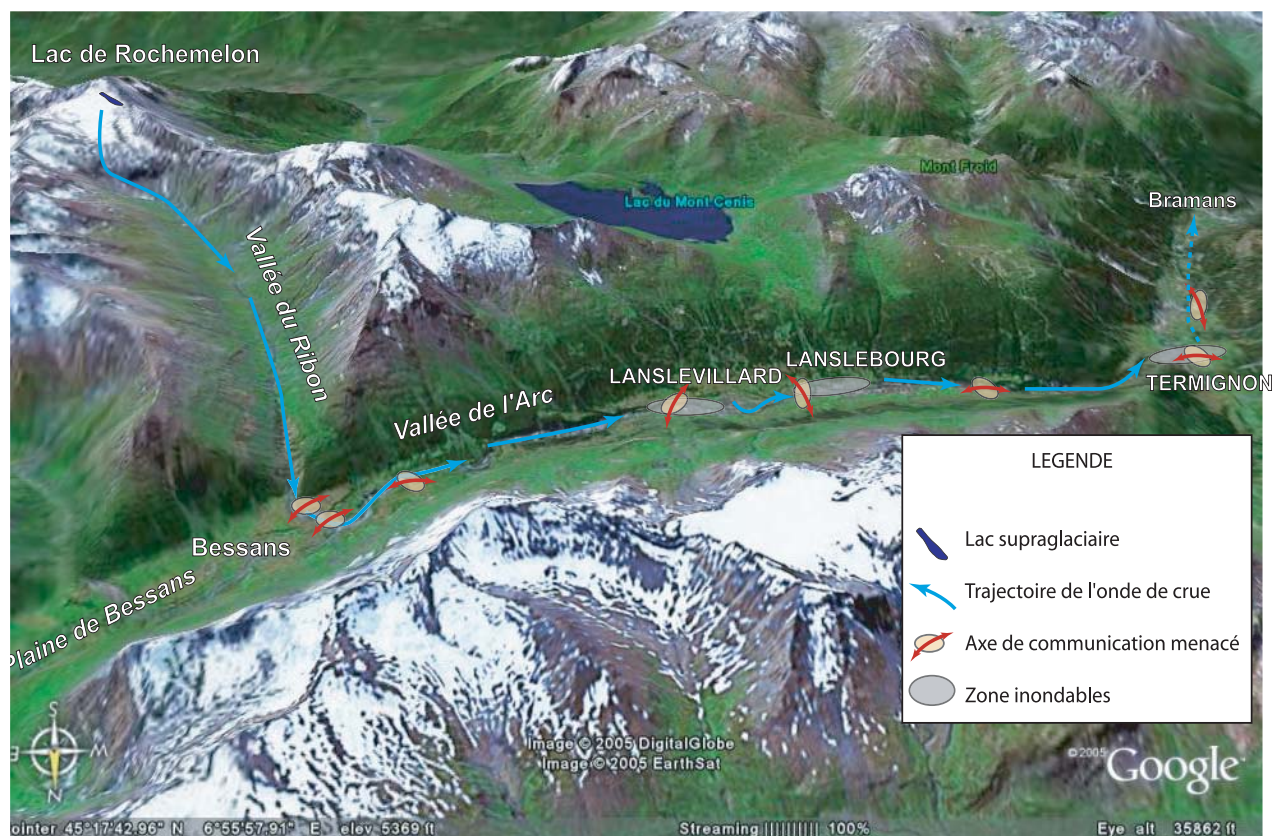 Lac de Rochemelon
Mont Froid
Lac du Mont Cenis
Bramans
Vallée du Ribon
LANSLEBOURG
LANSLEVILLARD
TERMIGNON
Vallée de l'Arc
Bessans
Plaine de Bessans
LEGENDE
Lac supraglaciaire
Trajectoire de l'onde de crue
Axe de communication menacé
Zone inondables
S
E W
N
Image © 2005 DigitalGlobe
Image © 2005 EarthSat
©2005 Google
ointer 45°17'42.96" N 6°55'57.91" E elev 5369 ft Streaming |||||||||| 100% Eye alt 35862 ft